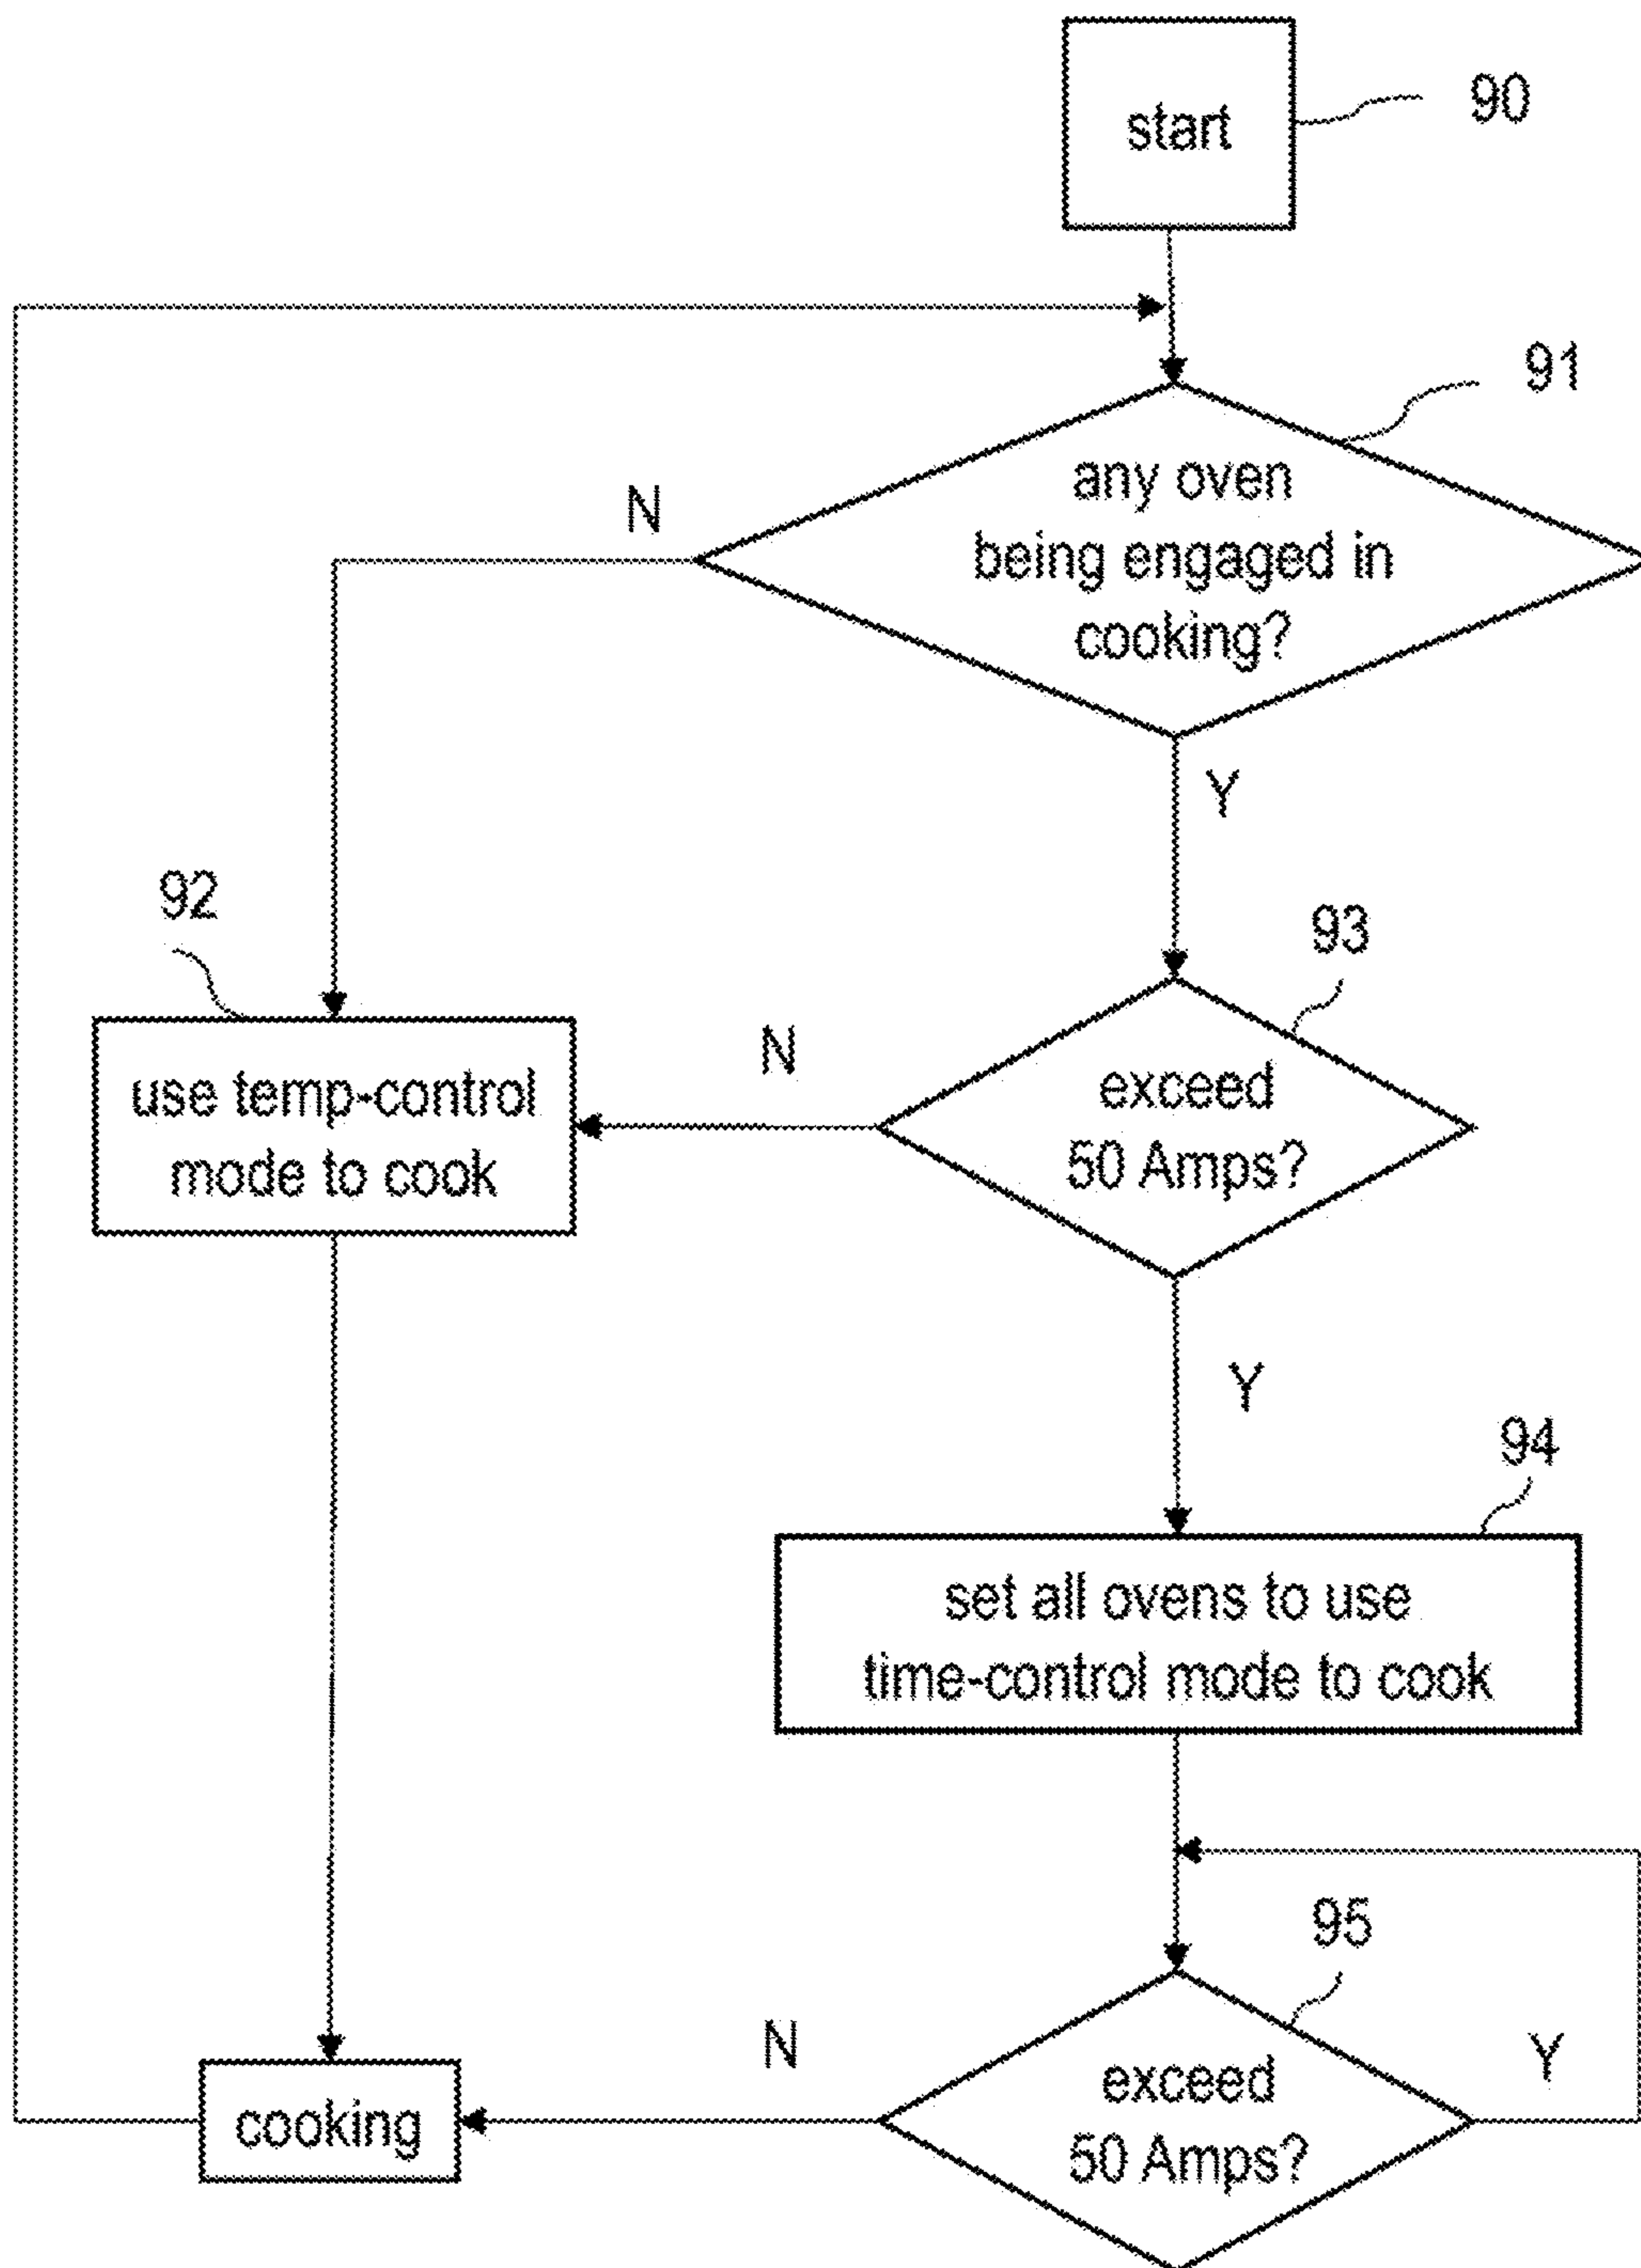 start
90
91
any oven
being engaged in
cooking?
N
Y
92
93
use temp-control
mode to cook
N
exceed
50 Amps?
Y
94
set all ovens to use
time-control mode to cook
95
N
exceed
50 Amps?
Y
cooking